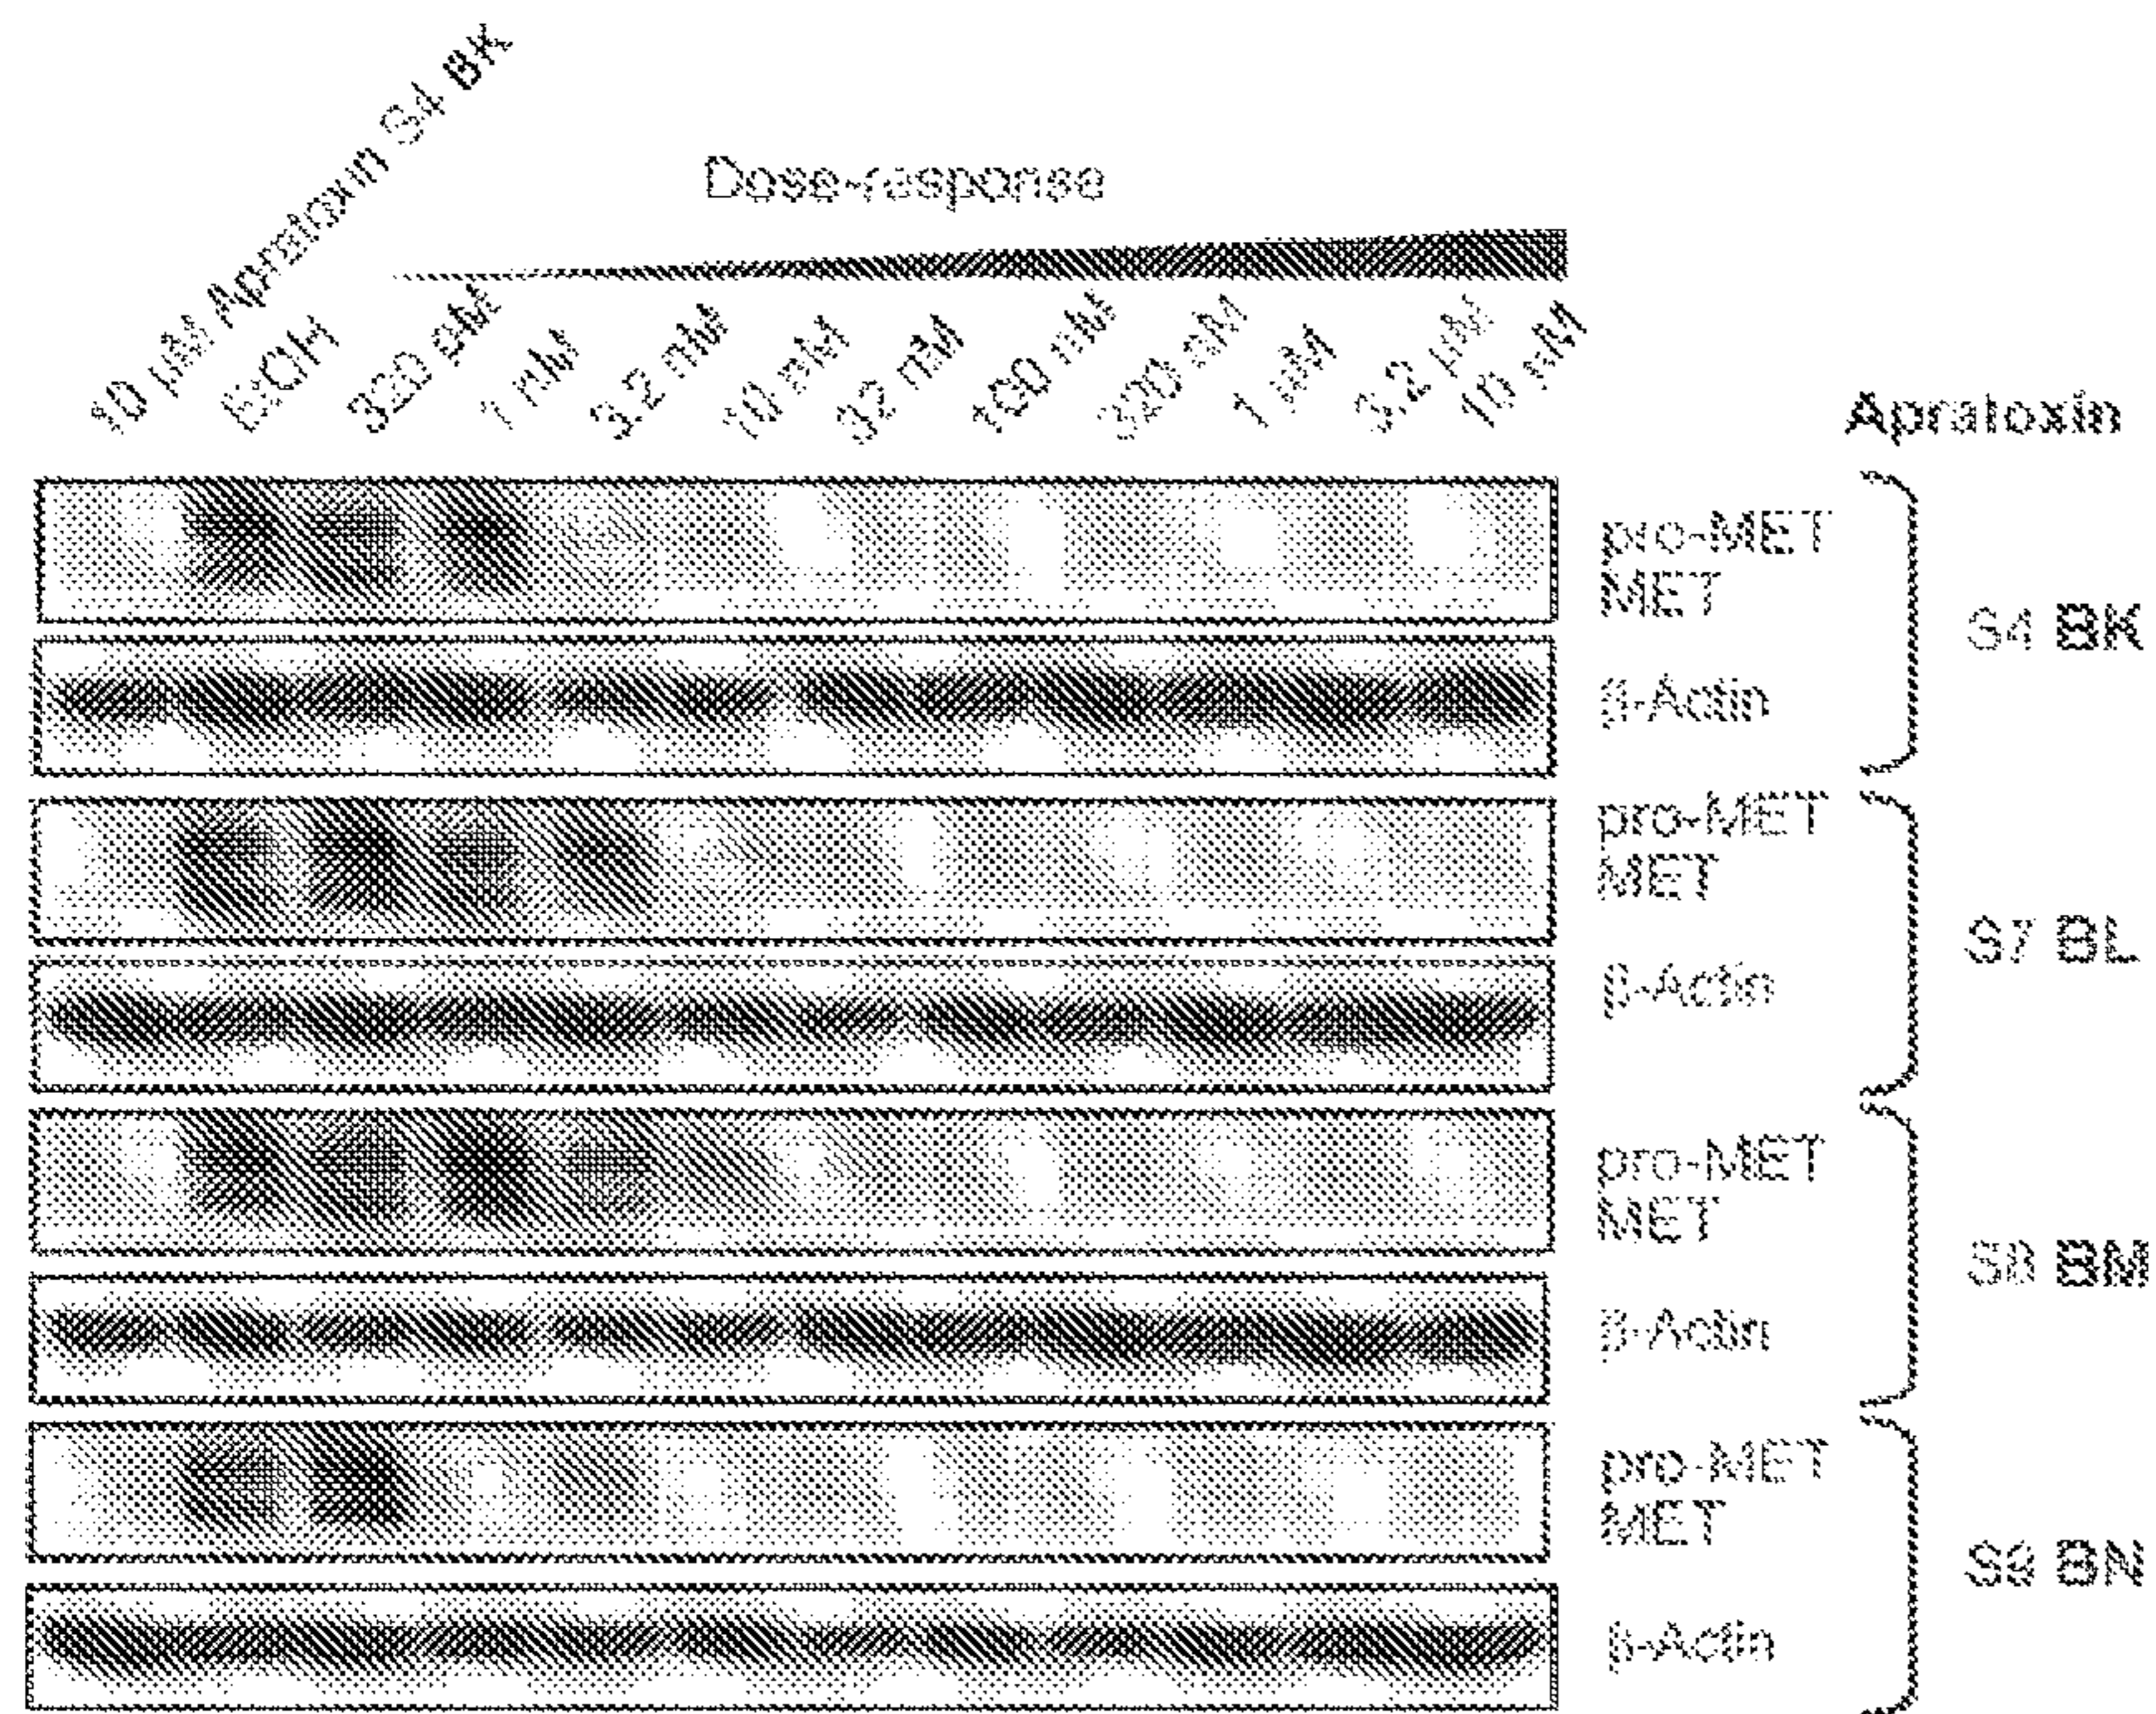 10 μM Apratoxin S4 BK
Dose-response
EtOH
320 pM
1 nM
3.2 nM
10 nM
32 nM
100 nM
320 nM
1 μM
3.2 μM
10 μM
Apratoxin
pro-MET
MET
S4 BK
β-Actin
pro-MET
MET
S7 BL
β-Actin
pro-MET
MET
S8 BM
β-Actin
pro-MET
MET
S9 BN
β-Actin